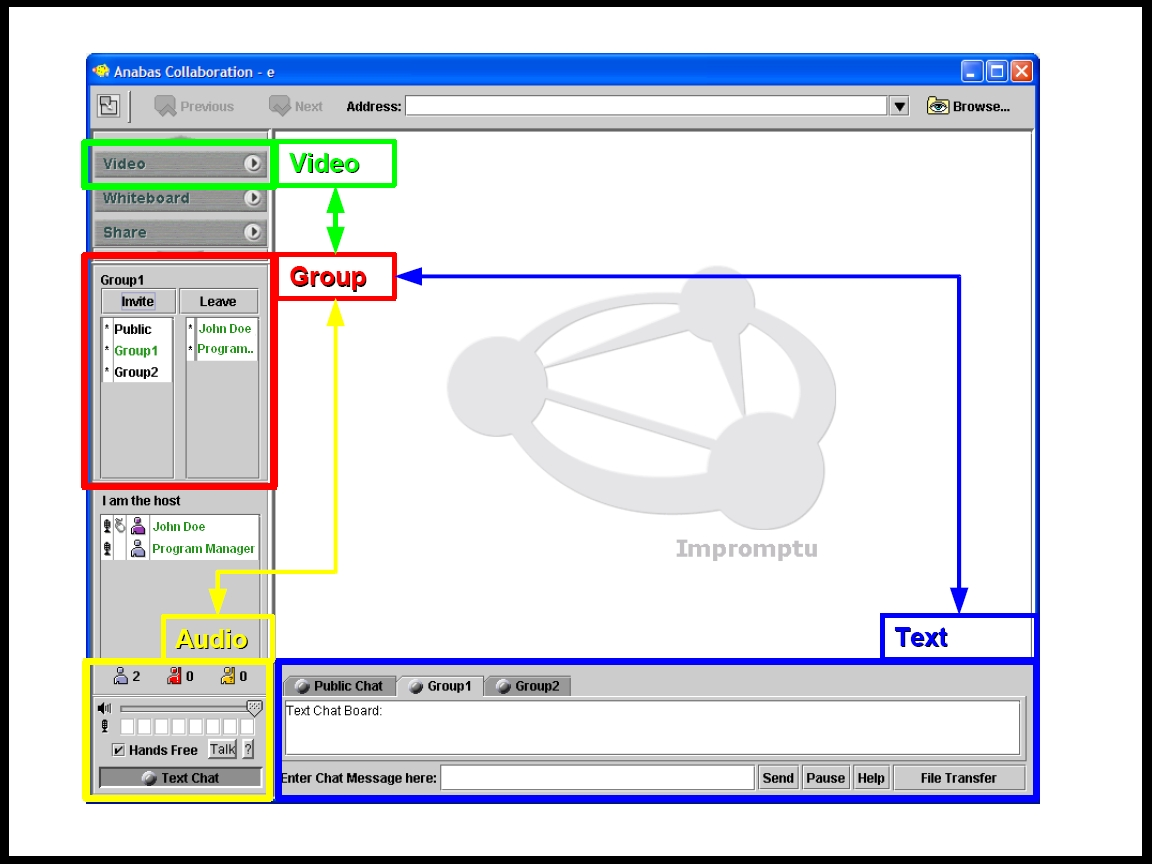 Anabas Collaboration - e
Previous Next Address: Browse...
Video
Video
Whiteboard
Share
Group
Group1
Invite Leave
* Public * John Doe
* Group1 * Program..
* Group2
I am the host
John Doe
Program Manager
Impromptu
Audio
Text
2 0 0
Public Chat Group1 Group2
Text Chat Board:
Hands Free Talk ?
Text Chat
Enter Chat Message here: Send Pause Help File Transfer